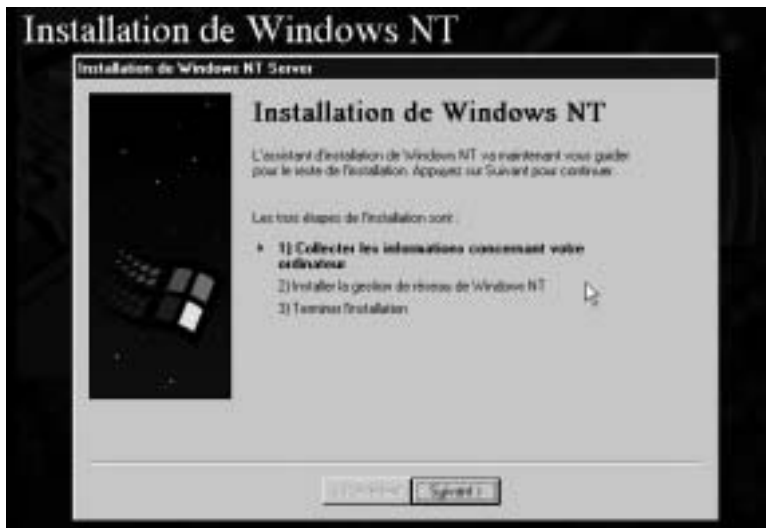 Installation de Windows NT
Installation de Windows NT Server
Installation de Windows NT
L'assistant d'installation de Windows NT va maintenant vous guider
pour le reste de l'installation. Appuyez sur Suivant pour continuer.
Les trois étapes de l'installation sont :
1) Collecter les informations concernant votre
ordinateur
2) Installer la gestion de réseau de Windows NT
3) Terminer l'installation
Suivant >